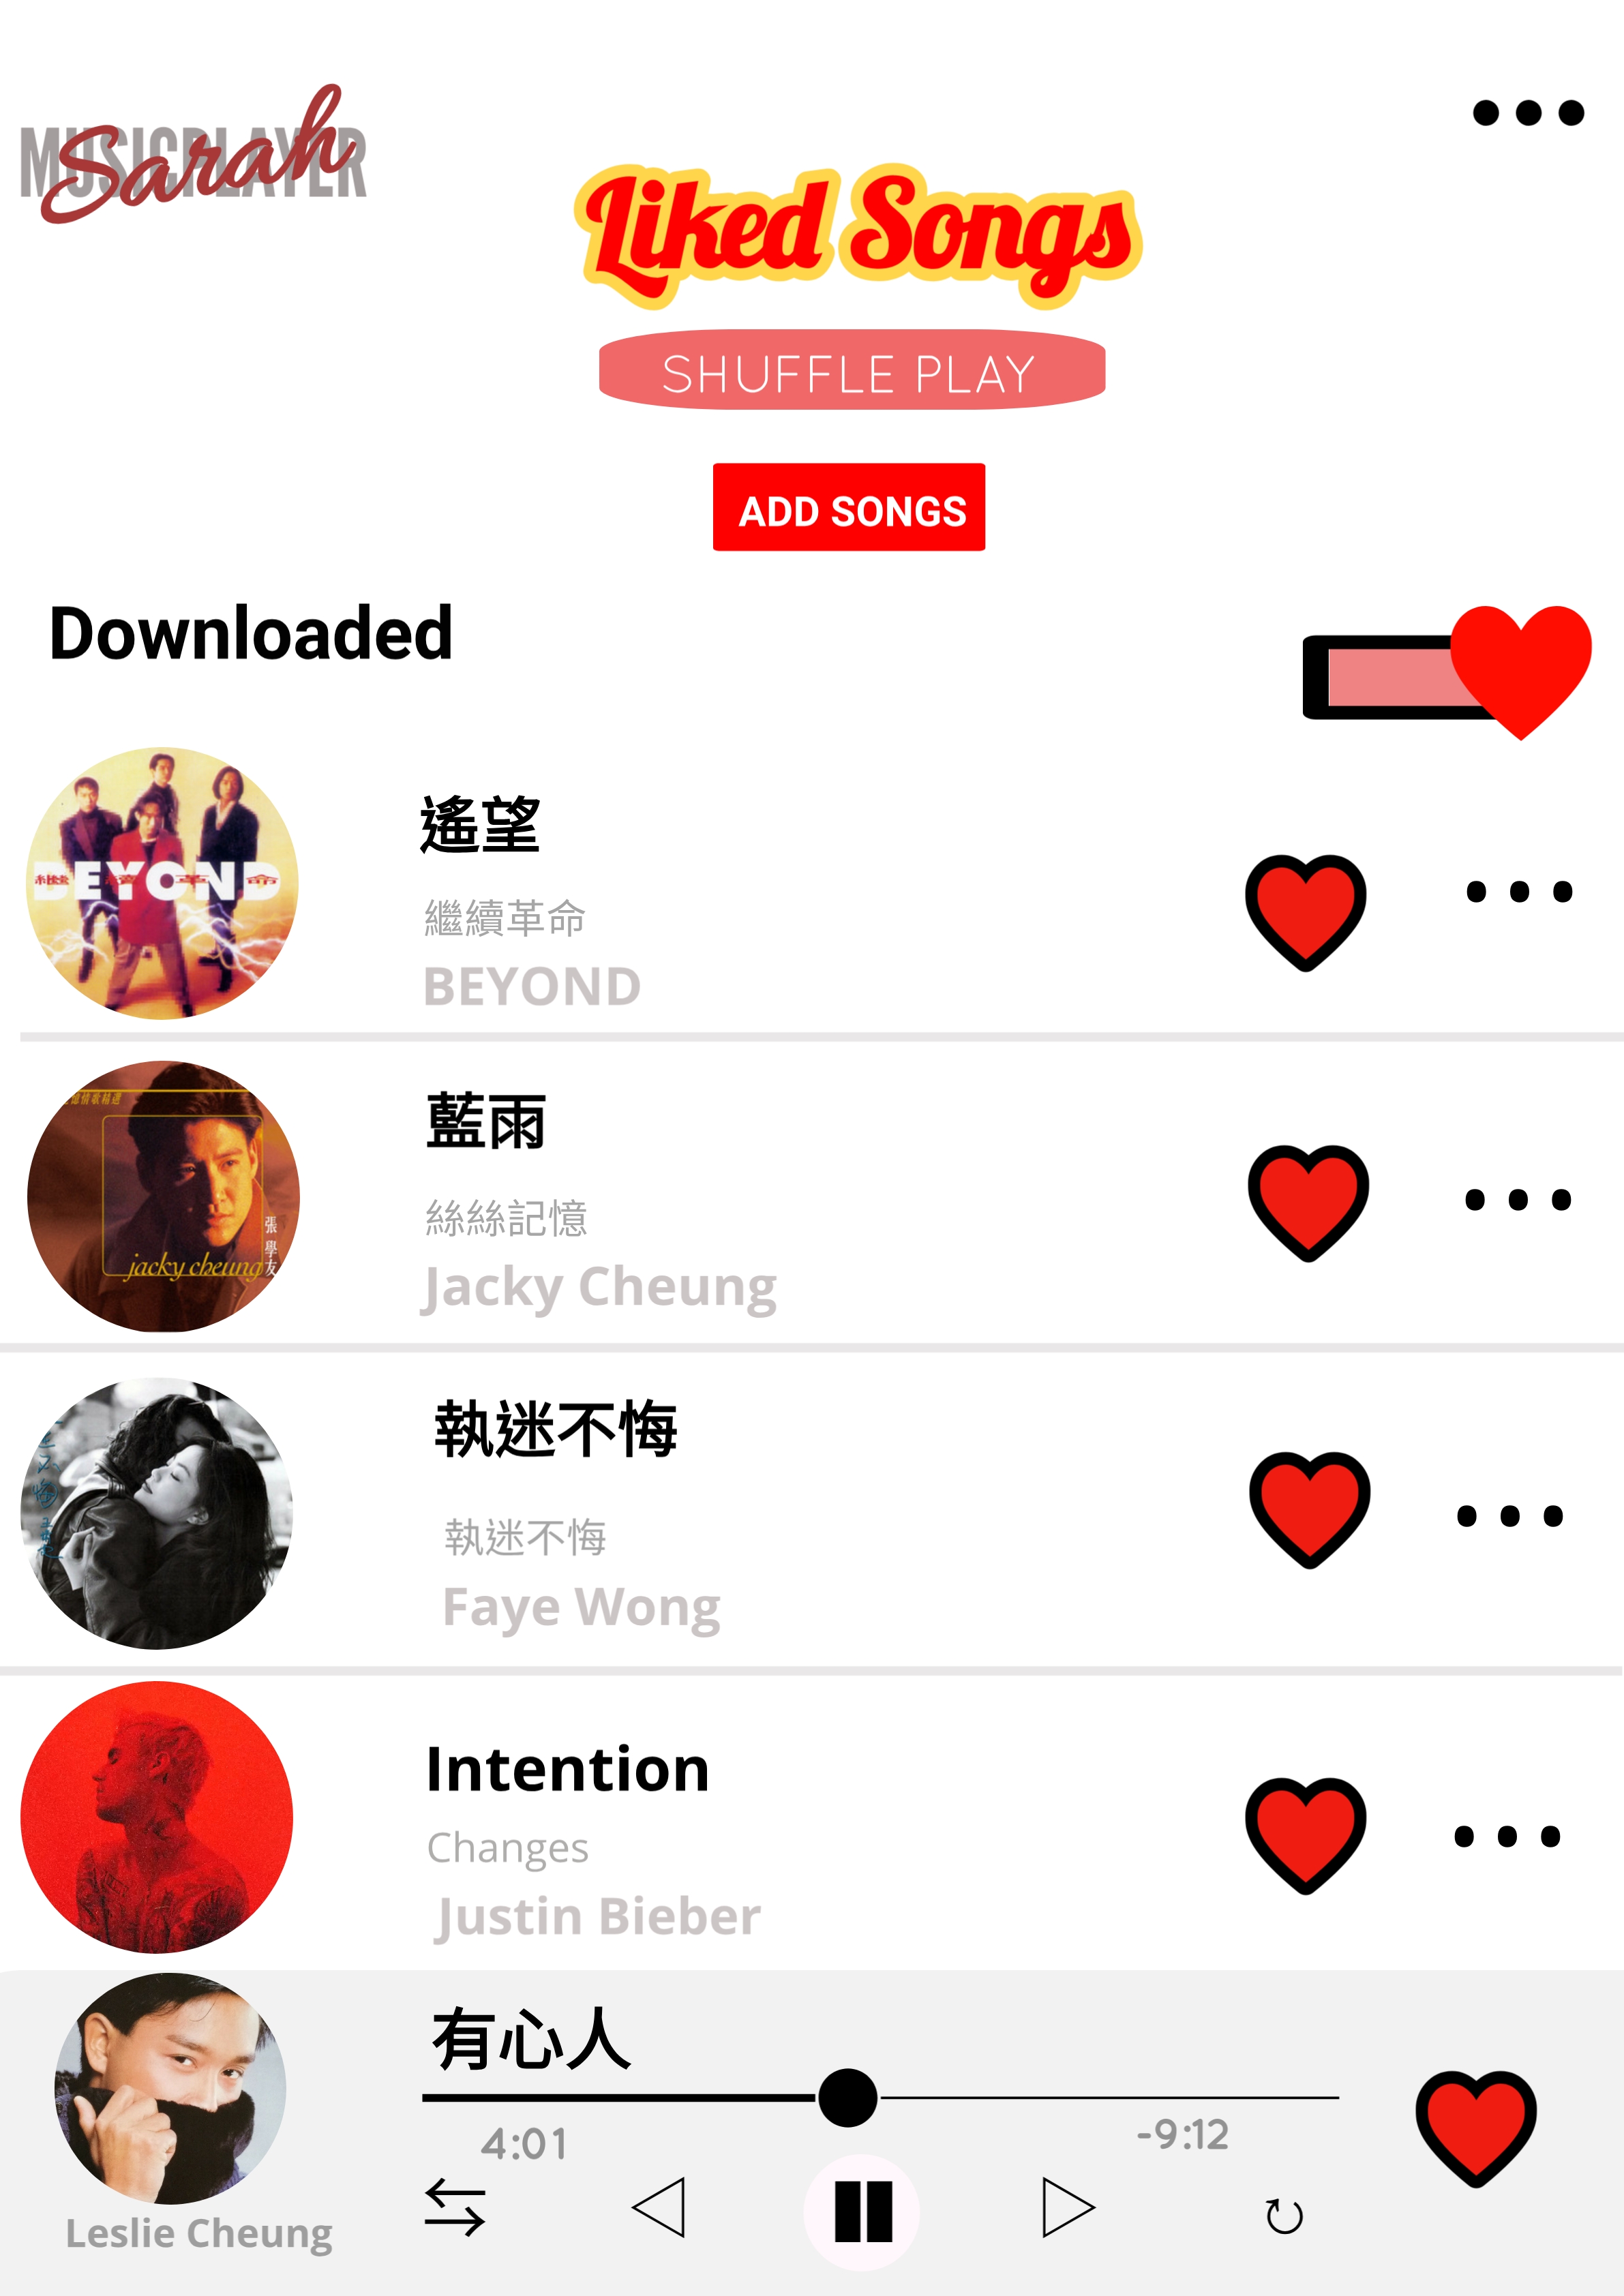 MUSICPLAYER
Sarah
Liked Songs
SHUFFLE PLAY
ADD SONGS
Downloaded
BEYOND
繼續革命
遙望
繼續革命
BEYOND
憶情歌精選
jacky cheung
張學友
藍雨
絲絲記憶
Jacky Cheung
執迷不悔
執迷不悔
Faye Wong
Intention
Changes
Justin Bieber
有心人
4:01
-9:12
Leslie Cheung